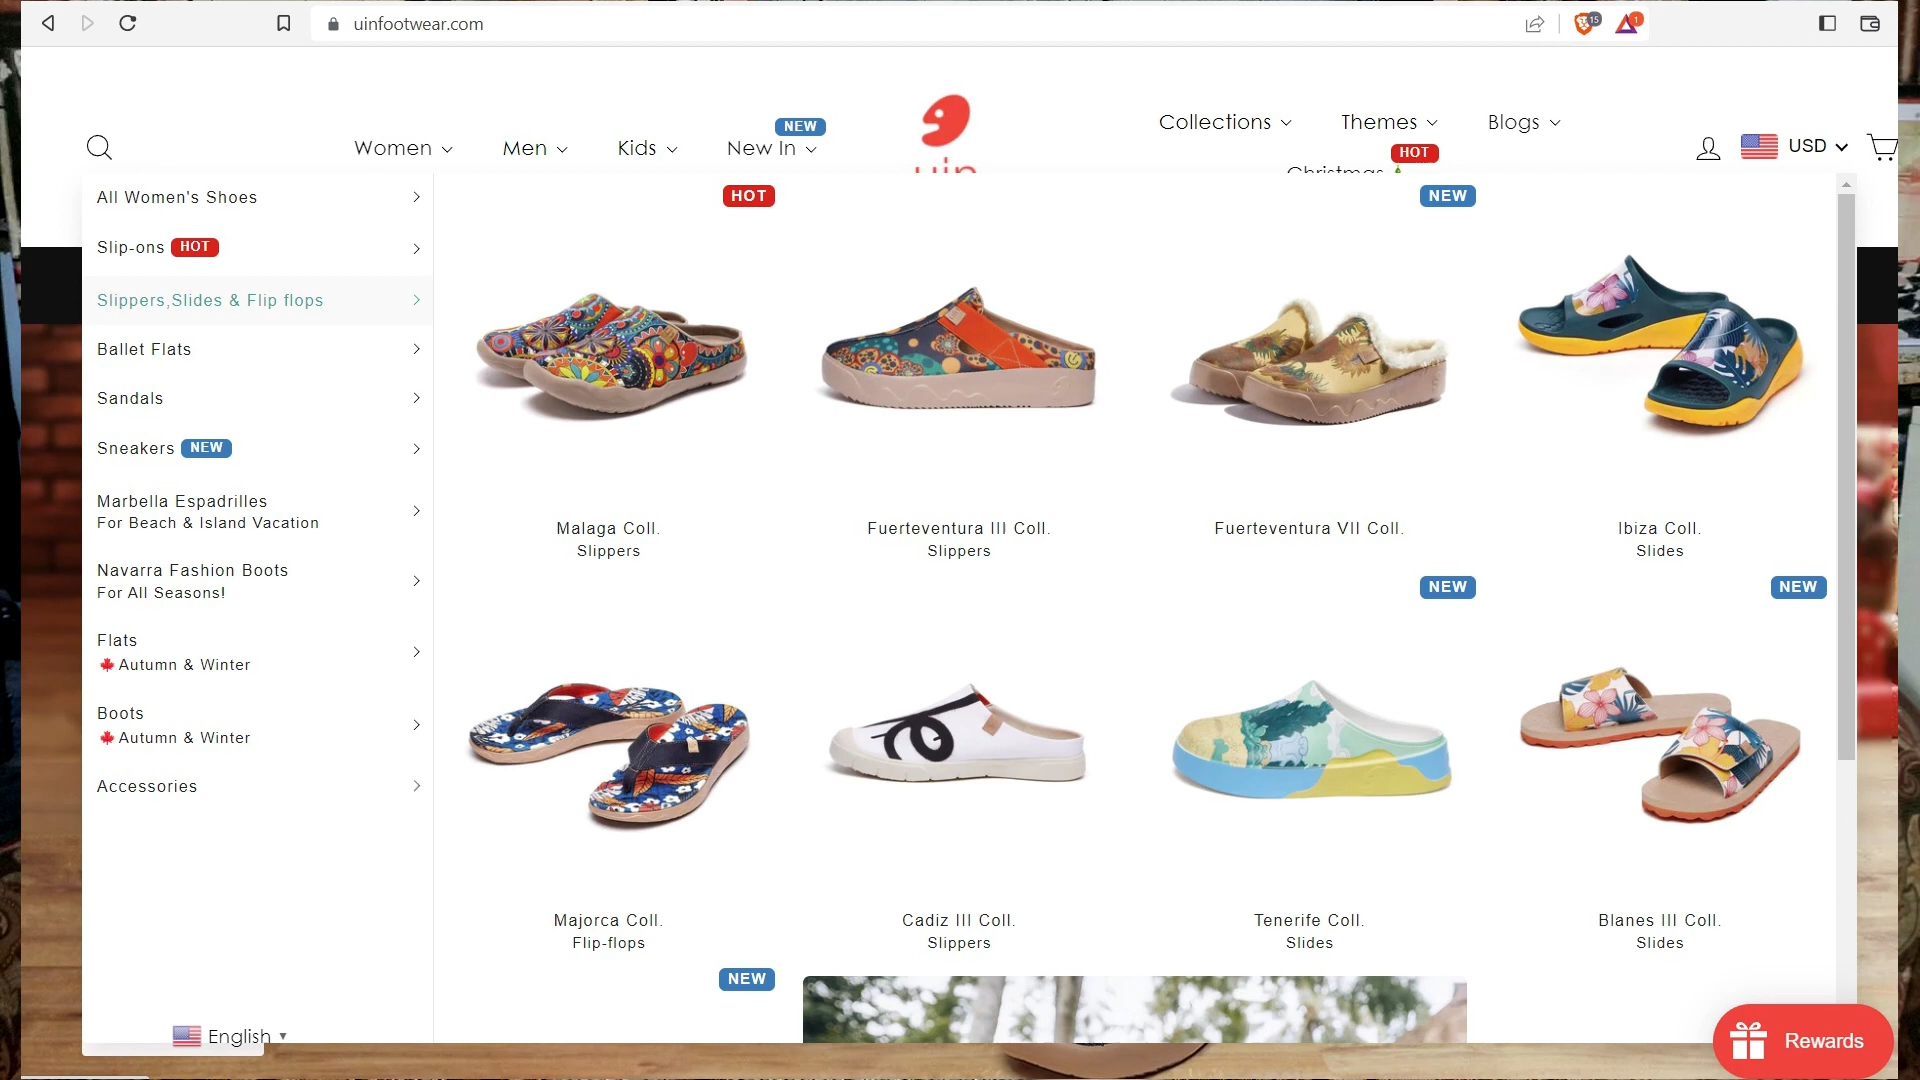 uinfootwear.com
15
1
Women
Men
Kids
NEW
New In
uin
Collections
Themes
Blogs
HOT
Christmas
USD
All Women's Shoes
Slip-ons HOT
Slippers,Slides & Flip flops
Ballet Flats
Sandals
Sneakers NEW
Marbella Espadrilles
For Beach & Island Vacation
Navarra Fashion Boots
For All Seasons!
Flats
🍁Autumn & Winter
Boots
🍁Autumn & Winter
Accessories
English
HOT
NEW
Malaga Coll.
Slippers
Fuerteventura III Coll.
Slippers
Fuerteventura VII Coll.
Ibiza Coll.
Slides
NEW
NEW
Majorca Coll.
Flip-flops
Cadiz III Coll.
Slippers
Tenerife Coll.
Slides
Blanes III Coll.
Slides
NEW
Rewards